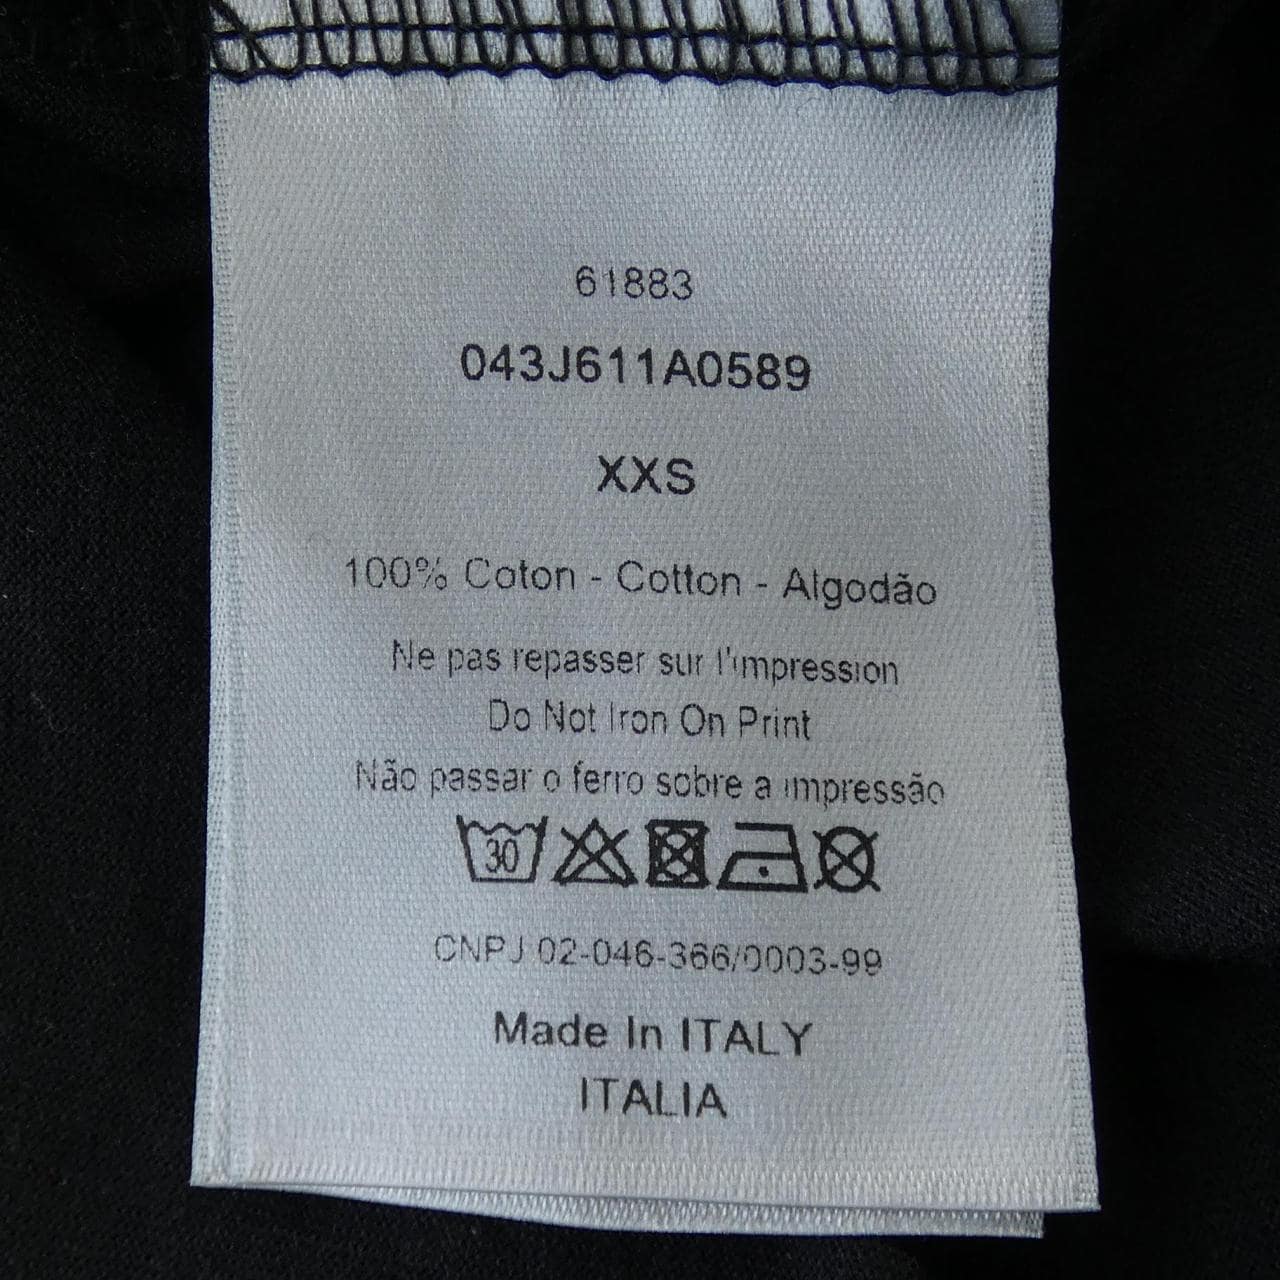 61883
043J611A0589
XXS
100% Coton - Cotton - Algodão
Ne pas repasser sur l'impression
Do Not Iron On Print
Não passar o ferro sobre a impressão
30
CNPJ 02-046-366/0003-99
Made In ITALY
ITALIA